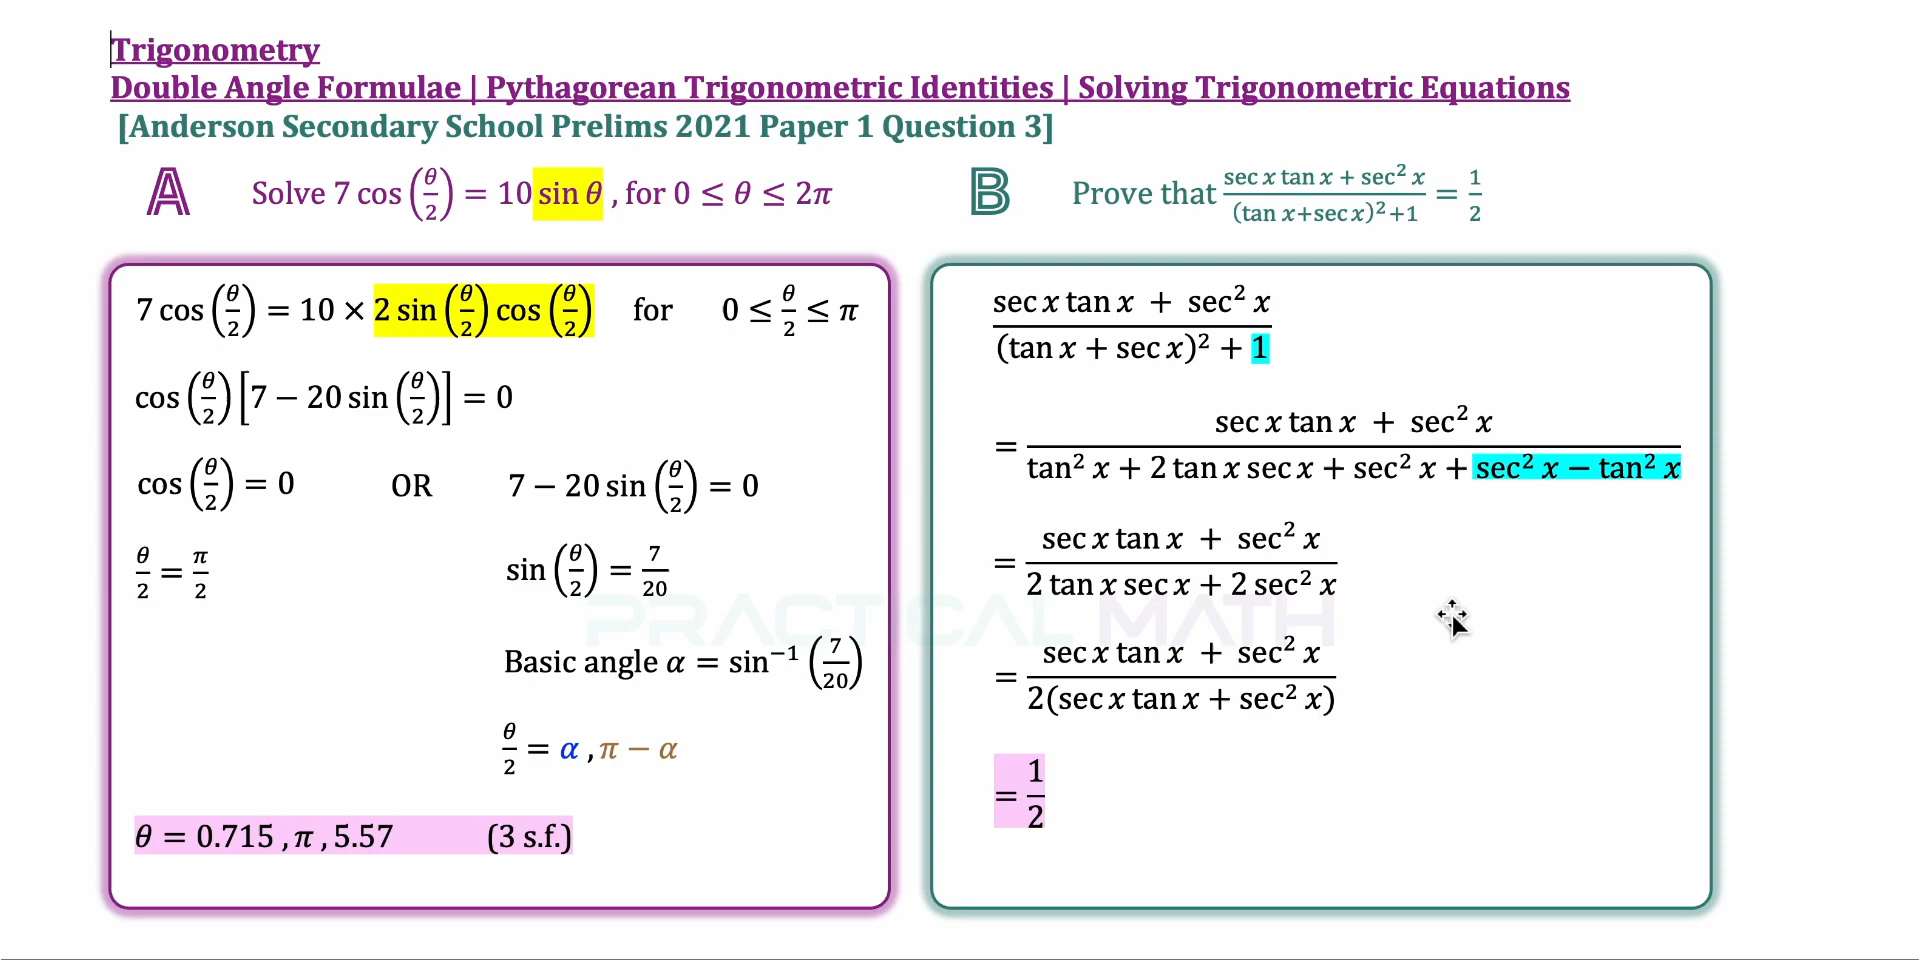 Trigonometry
Double Angle Formulae | Pythagorean Trigonometric Identities | Solving Trigonometric Equations
[Anderson Secondary School Prelims 2021 Paper 1 Question 3]
A Solve 7 cos (θ/2) = 10 sin θ , for 0 ≤ θ ≤ 2π
7 cos (θ/2) = 10 × 2 sin (θ/2) cos (θ/2) for 0 ≤ θ/2 ≤ π
cos (θ/2) [7 − 20 sin (θ/2)] = 0
cos (θ/2) = 0 OR 7 − 20 sin (θ/2) = 0
θ/2 = π/2 sin (θ/2) = 7/20
Basic angle α = sin⁻¹ (7/20)
θ/2 = α , π − α
θ = 0.715 , π , 5.57 (3 s.f.)
B Prove that (sec x tan x + sec² x)/((tan x+sec x)²+1) = 1/2
(sec x tan x + sec² x)/((tan x + sec x)² + 1)
= (sec x tan x + sec² x)/(tan² x + 2 tan x sec x + sec² x + sec² x − tan² x)
= (sec x tan x + sec² x)/(2 tan x sec x + 2 sec² x)
= (sec x tan x + sec² x)/(2(sec x tan x + sec² x))
= 1/2
PRACTICAL MATH